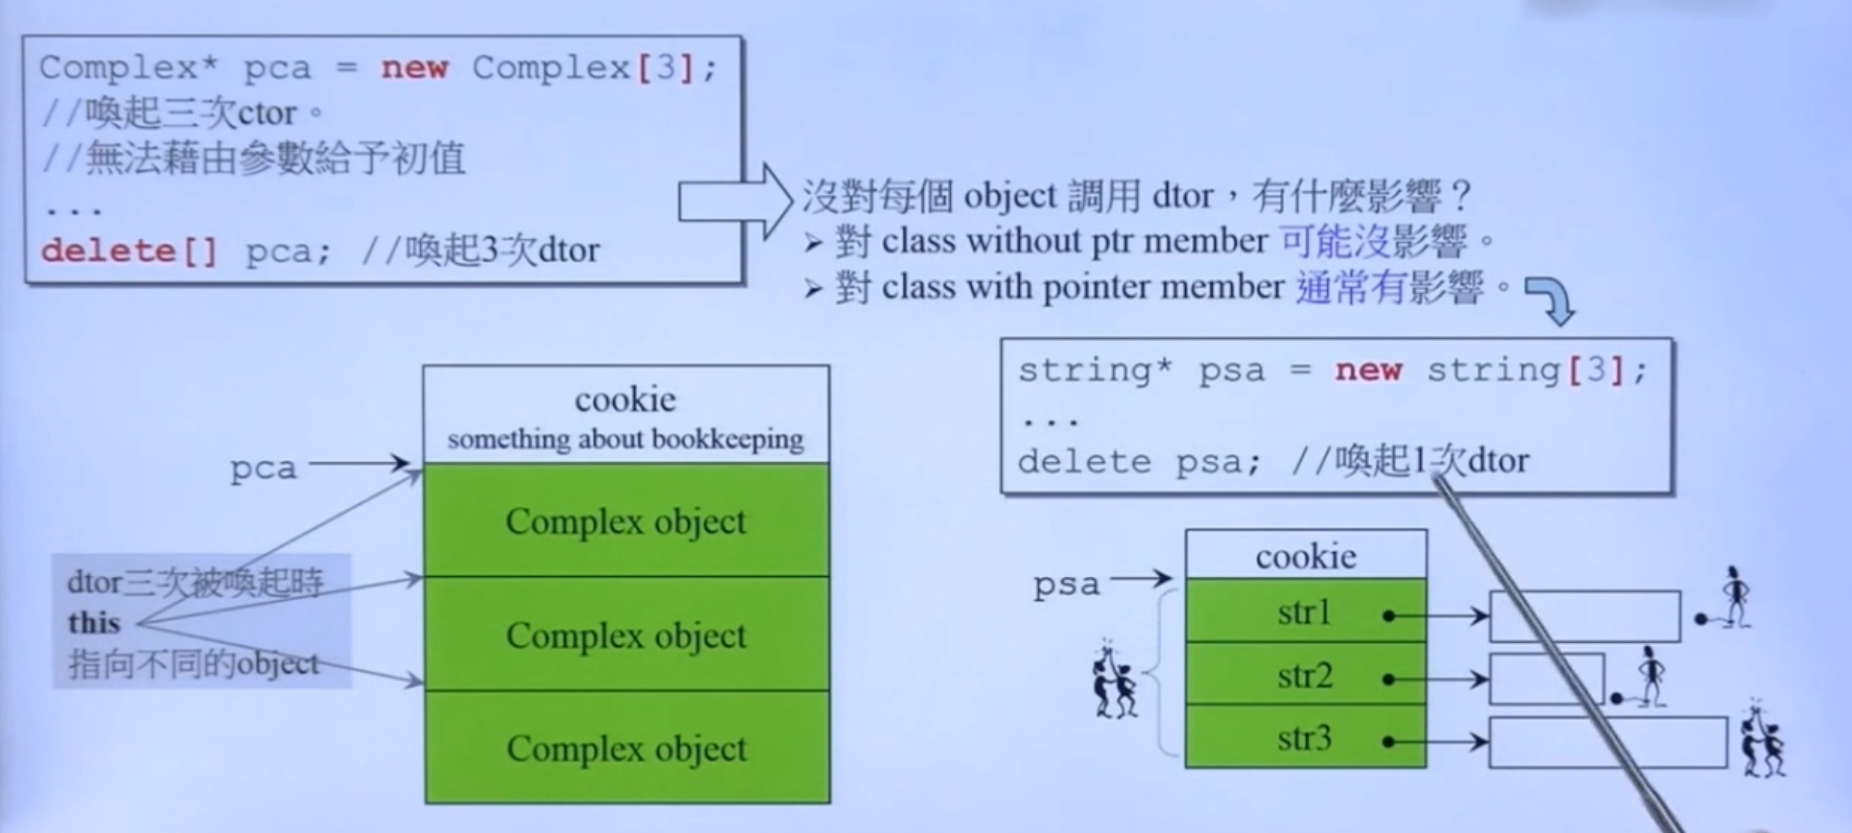 Complex* pca = new Complex[3];
//喚起三次ctor。
//無法藉由參數給予初值
...
delete[] pca; //喚起3次dtor
沒對每個 object 調用 dtor，有什麼影響？
➢ 對 class without ptr member 可能沒影響。
➢ 對 class with pointer member 通常有影響。
string* psa = new string[3];
...
delete psa; //喚起1次dtor
cookie
something about bookkeeping
pca
Complex object
Complex object
Complex object
dtor三次被喚起時
this
指向不同的object
psa
cookie
str1
str2
str3